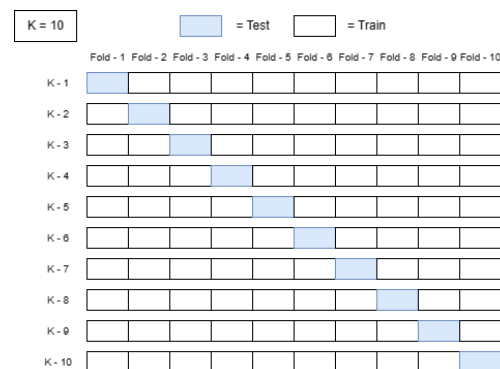 K = 10 = Test = Train
Fold - 1 Fold - 2 Fold - 3 Fold - 4 Fold - 5 Fold - 6 Fold - 7 Fold - 8 Fold - 9 Fold - 10
K - 1
K - 2
K - 3
K - 4
K - 5
K - 6
K - 7
K - 8
K - 9
K - 10